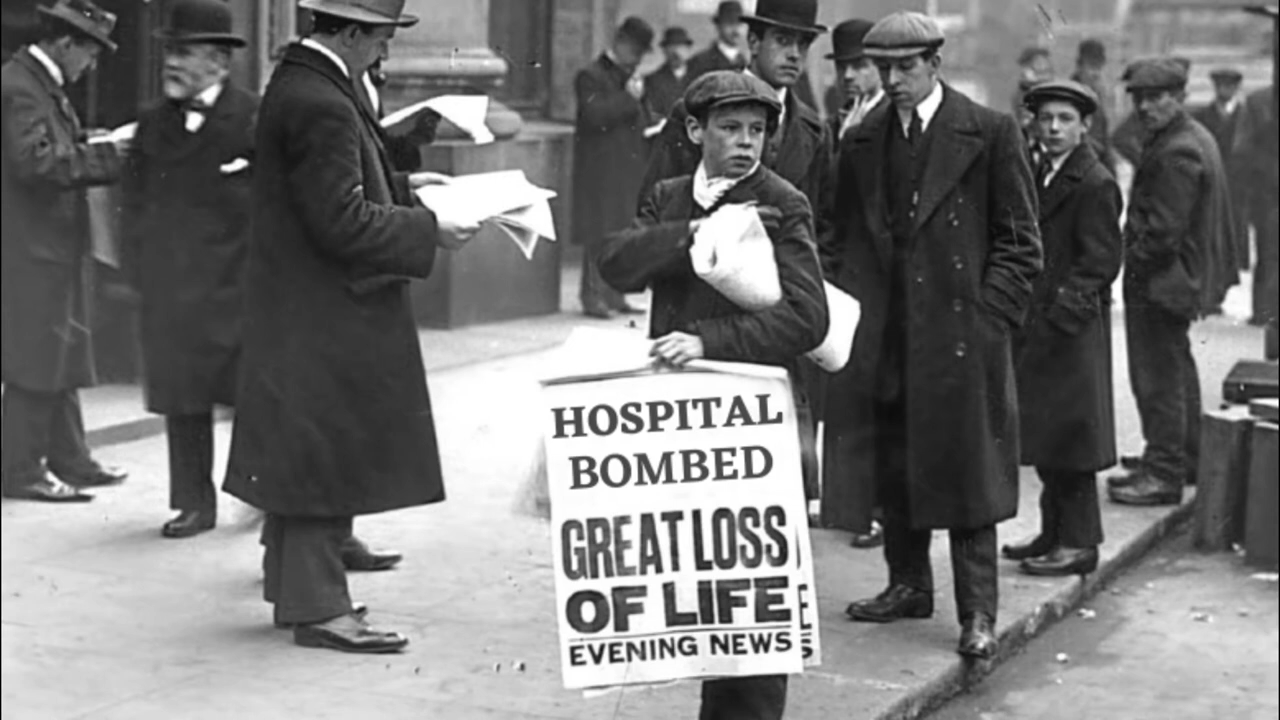 HOSPITAL
BOMBED
GREAT LOSS
OF LIFE
EVENING NEWS
E
S